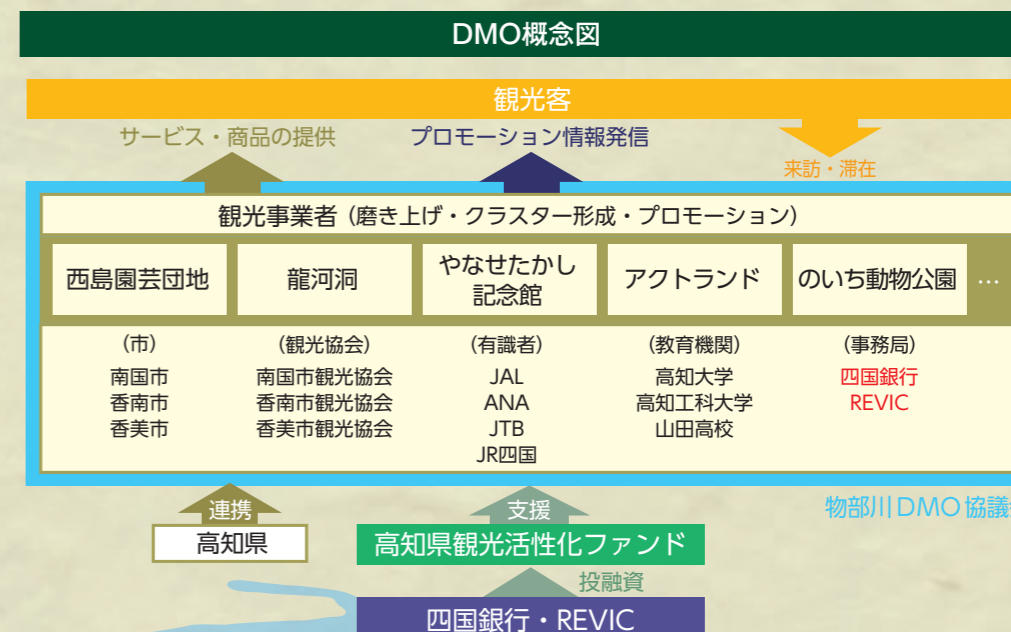 DMO概念図
観光客
サービス・商品の提供
プロモーション情報発信
来訪・滞在
観光事業者（磨き上げ・クラスター形成・プロモーション）
西島園芸団地
龍河洞
やなせたかし
記念館
アクトランド
のいち動物公園
…
（市）
南国市
香南市
香美市
（観光協会）
南国市観光協会
香南市観光協会
香美市観光協会
（有識者）
JAL
ANA
JTB
JR四国
（教育機関）
高知大学
高知工科大学
山田高校
（事務局）
四国銀行
REVIC
物部川DMO協議
連携
高知県
支援
高知県観光活性化ファンド
投融資
四国銀行・REVIC